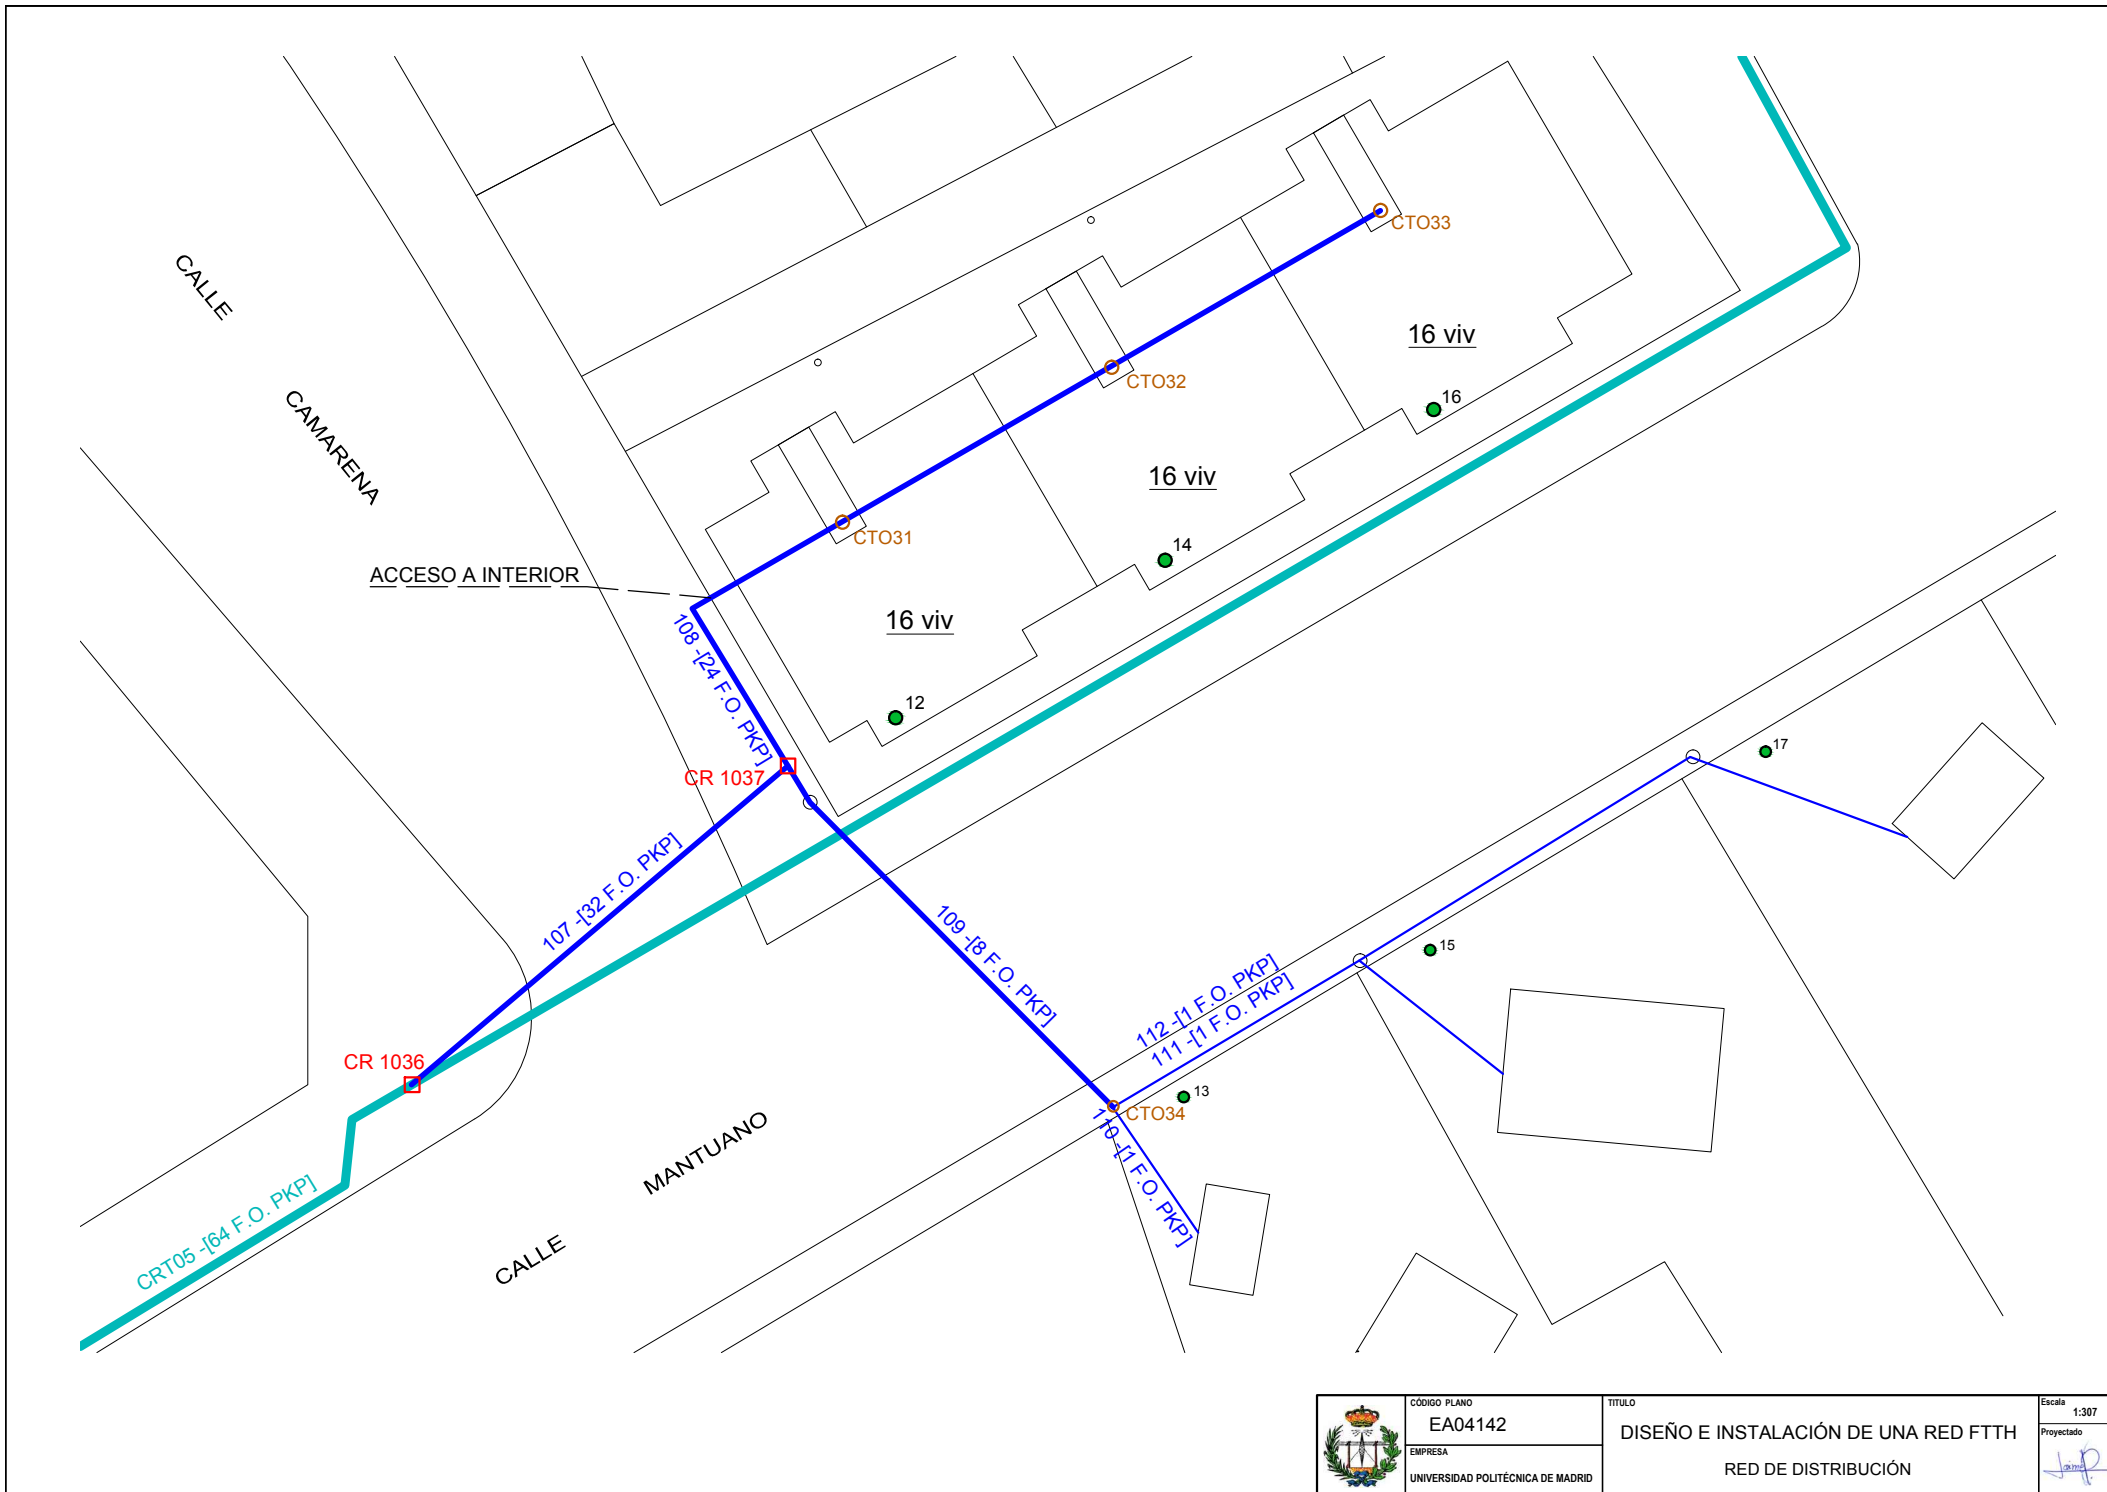 CALLE
CAMARENA
ACCESO A INTERIOR
CTO33
16 viv
CTO32
16
16 viv
CTO31
14
16 viv
12
108 -[24 F.O. PKP]
CR 1037
17
107 -[32 F.O. PKP]
109 -[8 F.O. PKP]
15
112 -[1 F.O. PKP]
111 -[1 F.O. PKP]
CR 1036
13
CTO34
110 -[1 F.O. PKP]
MANTUANO
CALLE
CRT05 -[64 F.O. PKP]
CÓDIGO PLANO
EA04142
EMPRESA
UNIVERSIDAD POLITÉCNICA DE MADRID
TITULO
DISEÑO E INSTALACIÓN DE UNA RED FTTH
RED DE DISTRIBUCIÓN
Escala
1:307
Proyectado